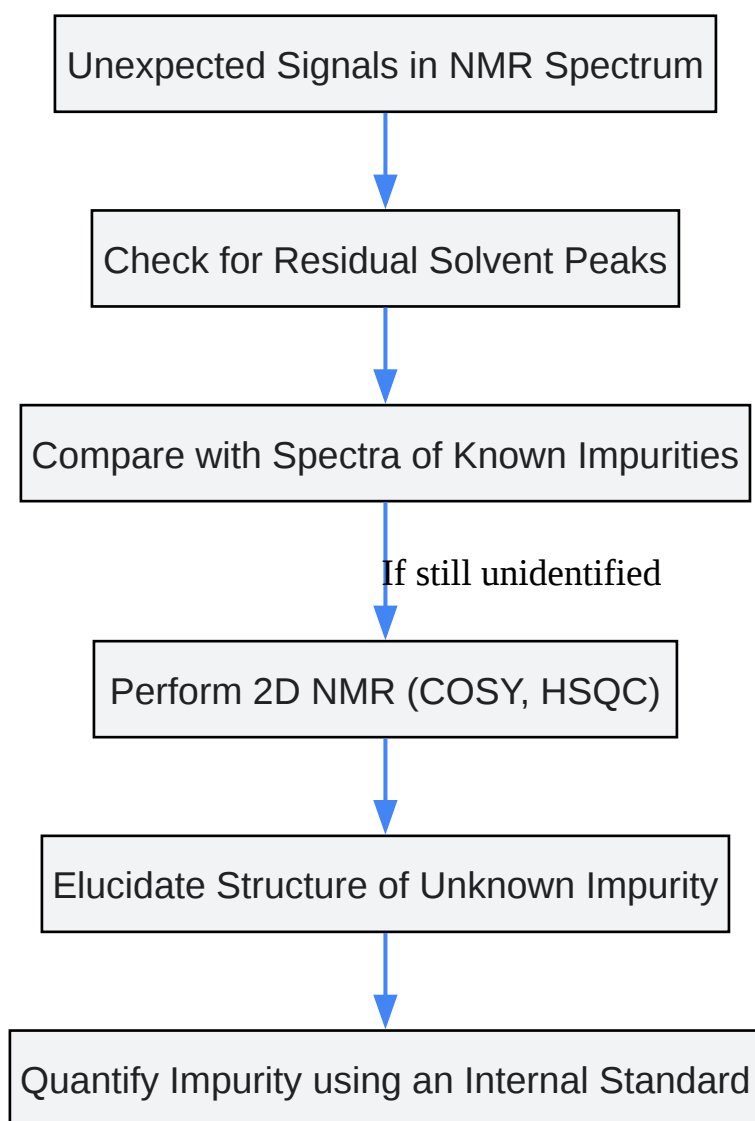 Unexpected Signals in NMR Spectrum
Check for Residual Solvent Peaks
Compare with Spectra of Known Impurities
If still unidentified
Perform 2D NMR (COSY, HSQC)
Elucidate Structure of Unknown Impurity
Quantify Impurity using an Internal Standard